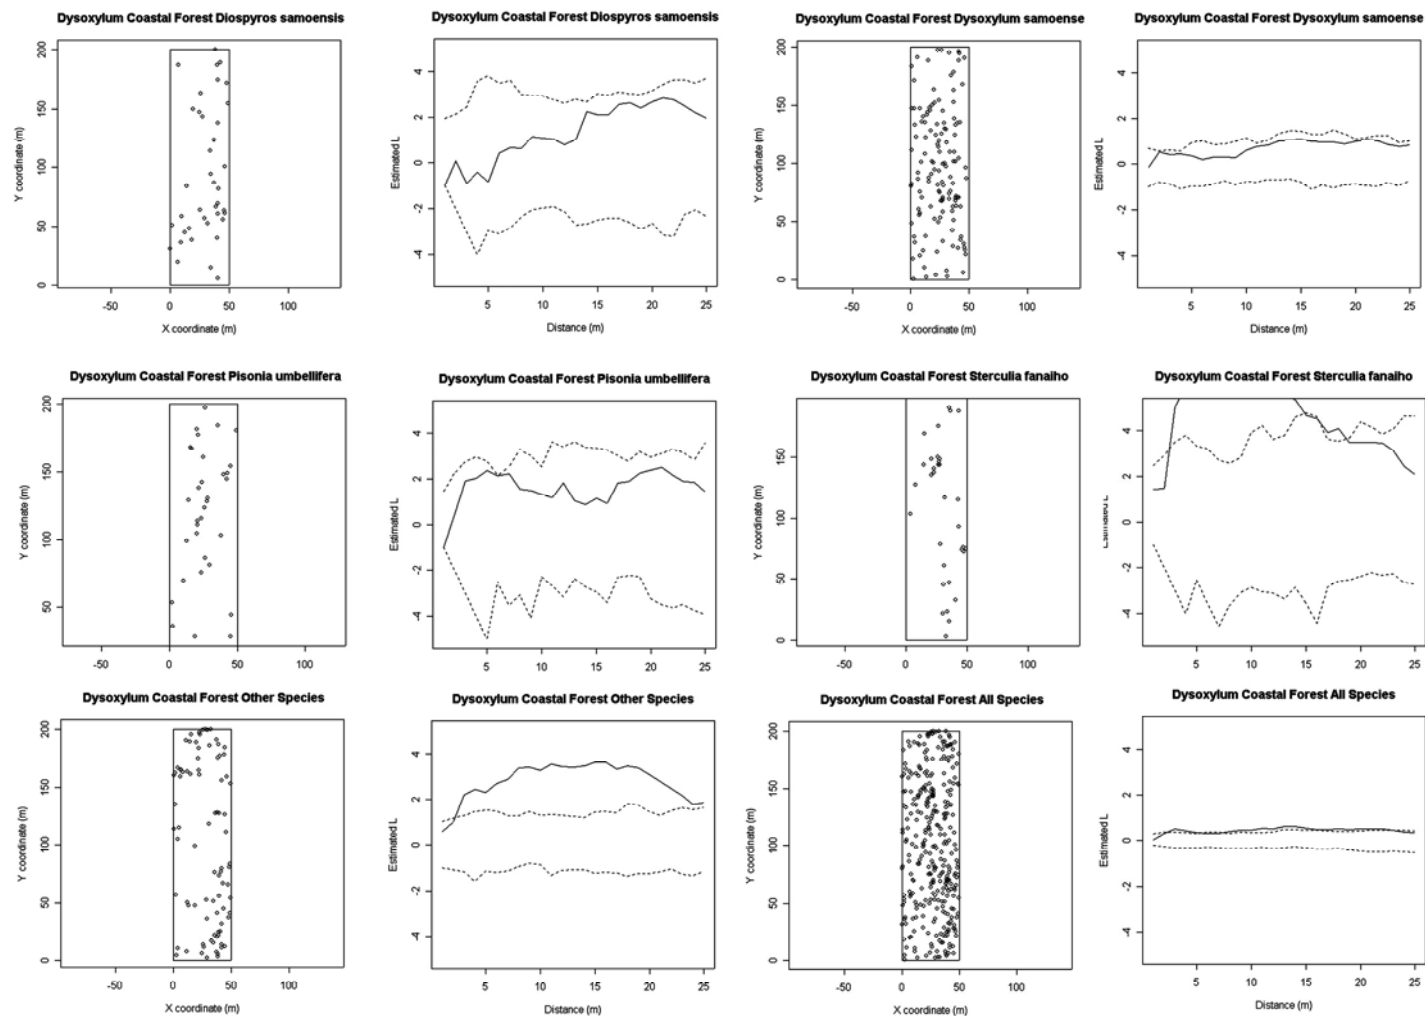 Dysoxylum Coastal Forest Diospyros samoensis
Y coordinate (m)
200
150
100
50
0
-50 0 50 100
X coordinate (m)
Dysoxylum Coastal Forest Diospyros samoensis
Estimated L
4
2
0
-2
-4
5 10 15 20 25
Distance (m)
Dysoxylum Coastal Forest Dysoxylum samoense
Y coordinate (m)
200
150
100
50
0
-50 0 50 100
X coordinate (m)
Dysoxylum Coastal Forest Dysoxylum samoense
Estimated L
4
2
0
-2
-4
5 15 25
Distance (m)
Dysoxylum Coastal Forest Pisonia umbellifera
Y coordinate (m)
200
150
100
50
-50 0 50 100
Dysoxylum Coastal Forest Pisonia umbellifera
Estimated L
4
2
0
-2
-4
5 10 15 20 25
Dysoxylum Coastal Forest Sterculia fanaiho
Y coordinate (m)
150
100
50
0
-50 0 50 100
Dysoxylum Coastal Forest Sterculia fanaiho
4
2
0
-2
-4
5 15 25
Dysoxylum Coastal Forest Other Species
Y coordinate (m)
200
150
100
50
0
-50 0 50 100
X coordinate (m)
Dysoxylum Coastal Forest Other Species
Estimated L
4
2
0
-2
-4
5 10 15 20 25
Distance (m)
Dysoxylum Coastal Forest All Species
Y coordinate (m)
200
150
100
50
0
-50 0 50 100
X coordinate (m)
Dysoxylum Coastal Forest All Species
Estimated L
4
2
0
-2
-4
5 15 25
Distance (m)